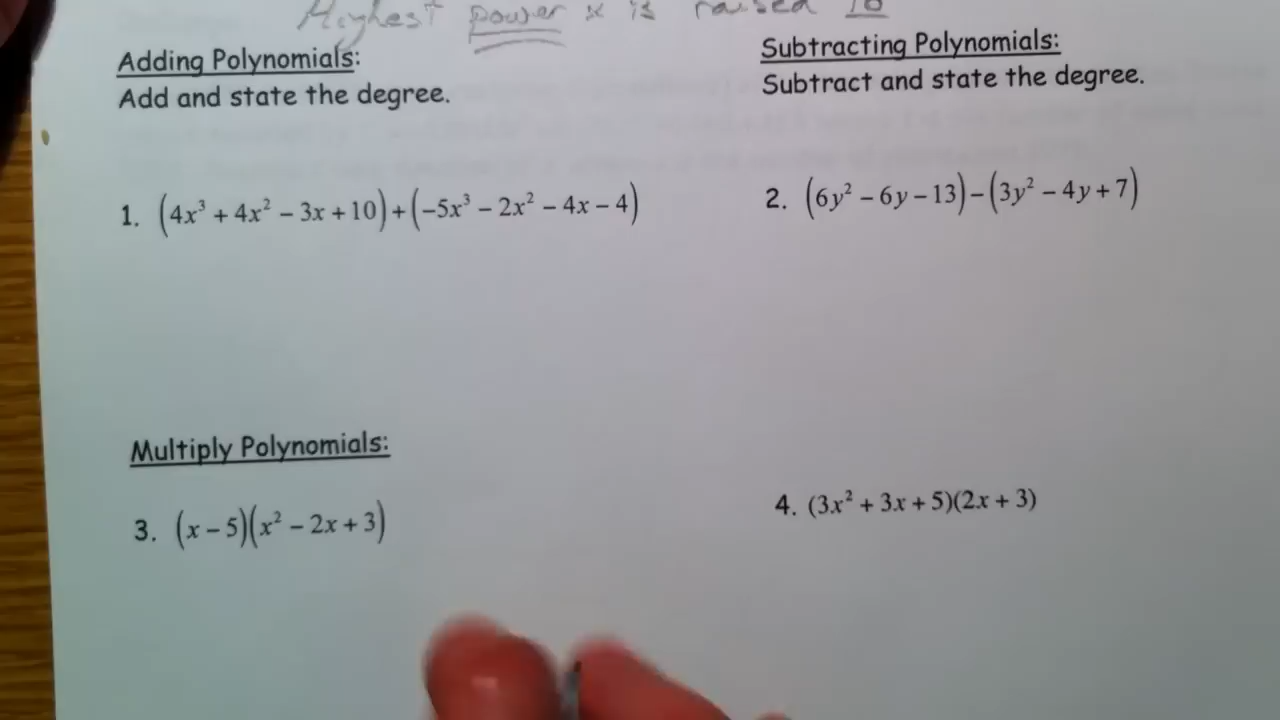 Highest power x is raised to
Adding Polynomials:
Add and state the degree.
Subtracting Polynomials:
Subtract and state the degree.
1. (4x³ + 4x² − 3x + 10) + (−5x³ − 2x² − 4x − 4)
2. (6y² − 6y − 13) − (3y² − 4y + 7)
Multiply Polynomials:
3. (x − 5)(x² − 2x + 3)
4. (3x² + 3x + 5)(2x + 3)